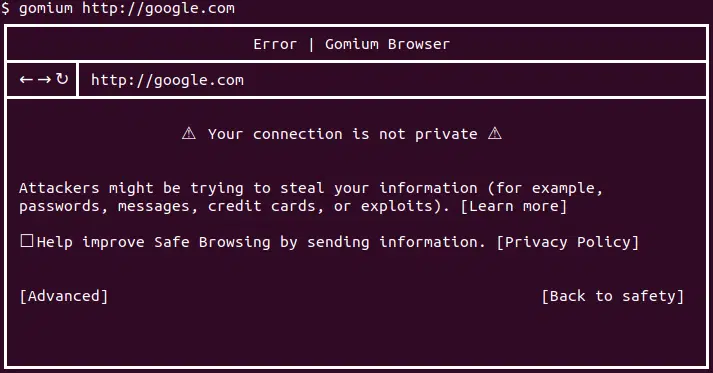 $ gomium http://google.com
Error | Gomium Browser
←→↻ http://google.com
⚠ Your connection is not private ⚠
Attackers might be trying to steal your information (for example,
passwords, messages, credit cards, or exploits). [Learn more]
☐Help improve Safe Browsing by sending information. [Privacy Policy]
[Advanced] [Back to safety]